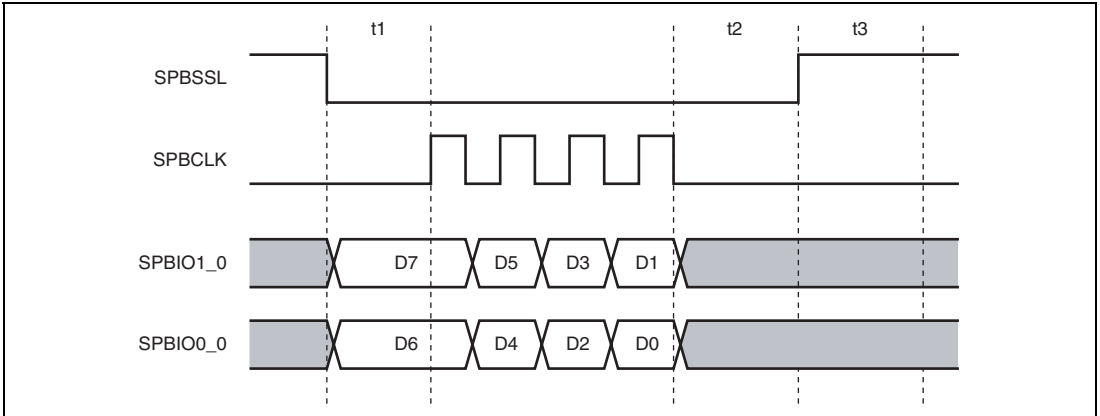 t1 t2 t3
SPBSSL
SPBCLK
SPBIO1_0 D7 D5 D3 D1
SPBIO0_0 D6 D4 D2 D0